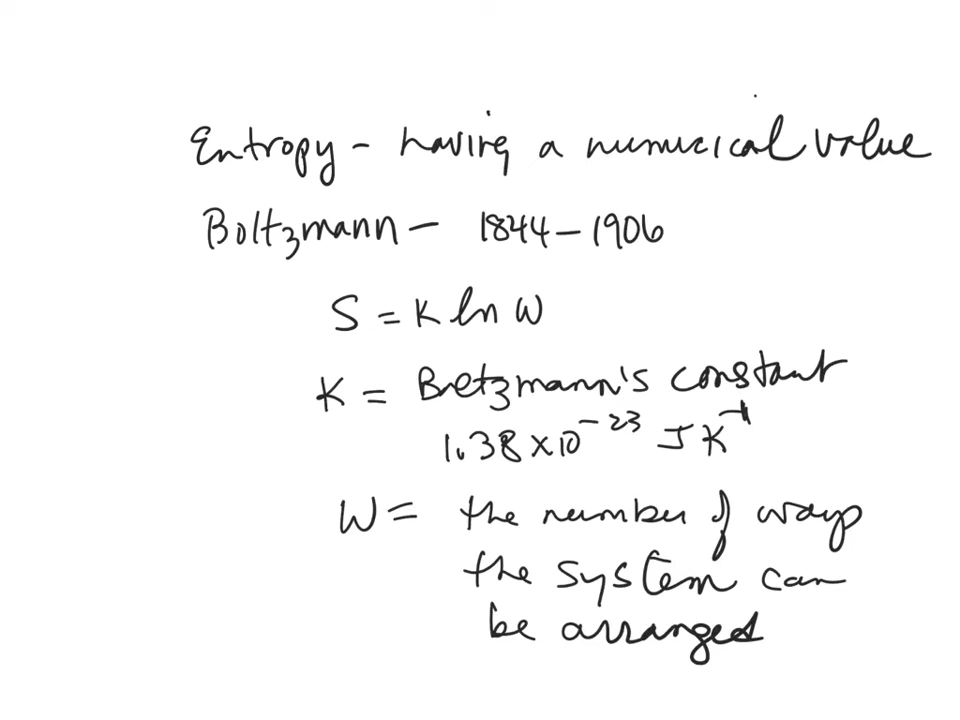 Entropy - having a numerical value
Boltzmann - 1844-1906
S = K ln W
K = Boltzmann's constant
1.38 x 10⁻²³ J K⁻¹
W = the number of ways
the system can
be arranged